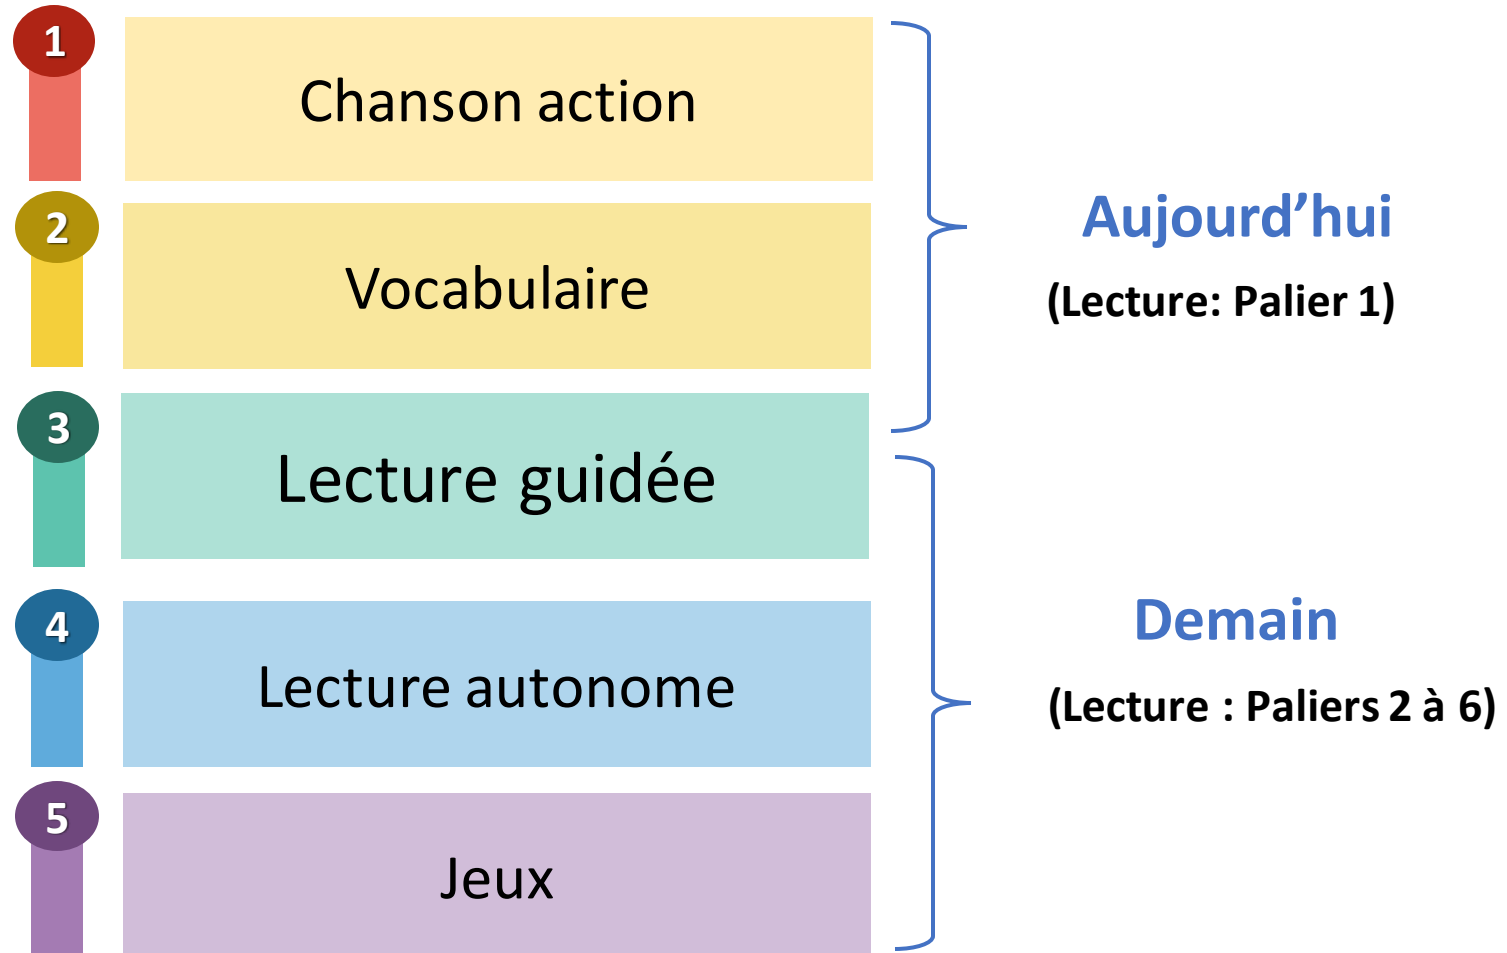 1
Chanson action
2
Vocabulaire
Aujourd’hui
(Lecture: Palier 1)
3
Lecture guidée
4
Lecture autonome
Demain
(Lecture : Paliers 2 à 6)
5
Jeux